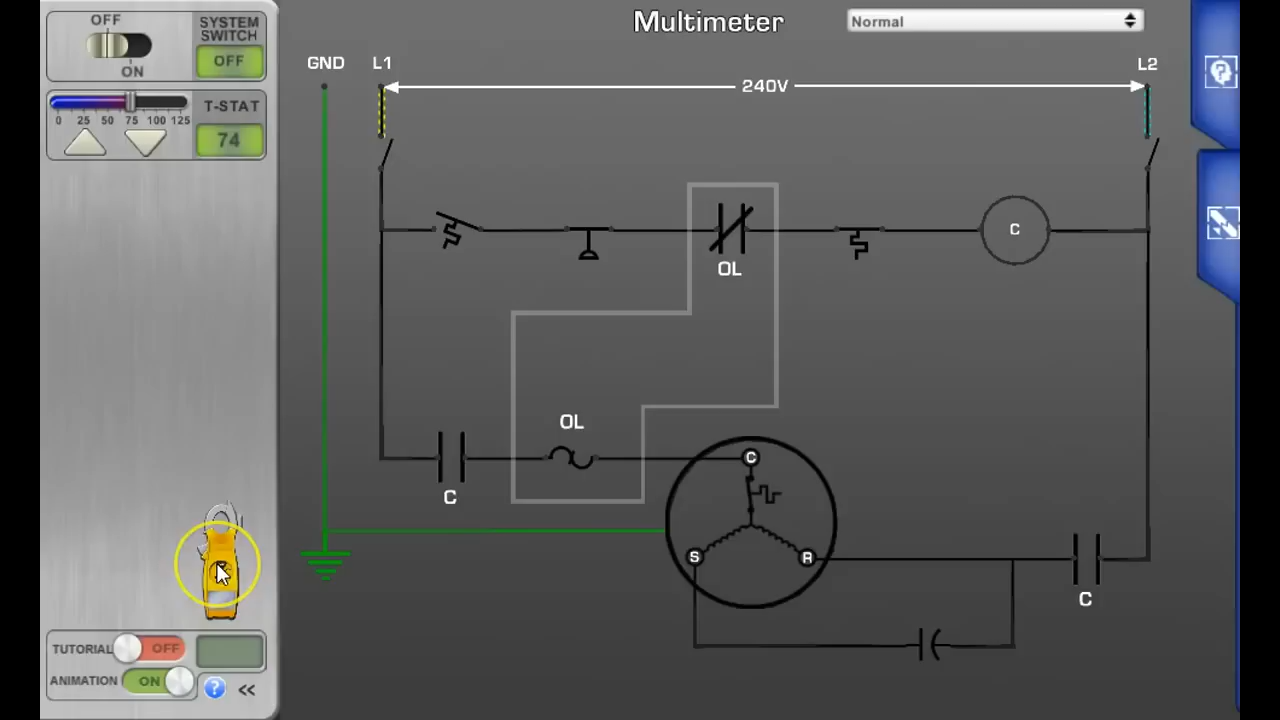 Multimeter
Normal
OFF
ON
SYSTEM
SWITCH
OFF
0 25 50 75 100 125
T-STAT
74
GND
L1
240V
L2
OL
C
OL
C
C
S
R
C
TUTORIAL OFF
ANIMATION ON
? <<